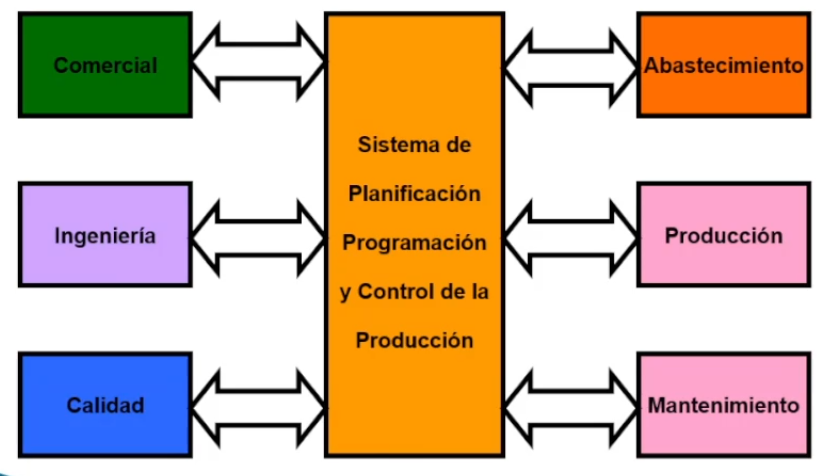 Comercial
Ingeniería
Calidad
Sistema de
Planificación
Programación
y Control de la
Producción
Abastecimiento
Producción
Mantenimiento